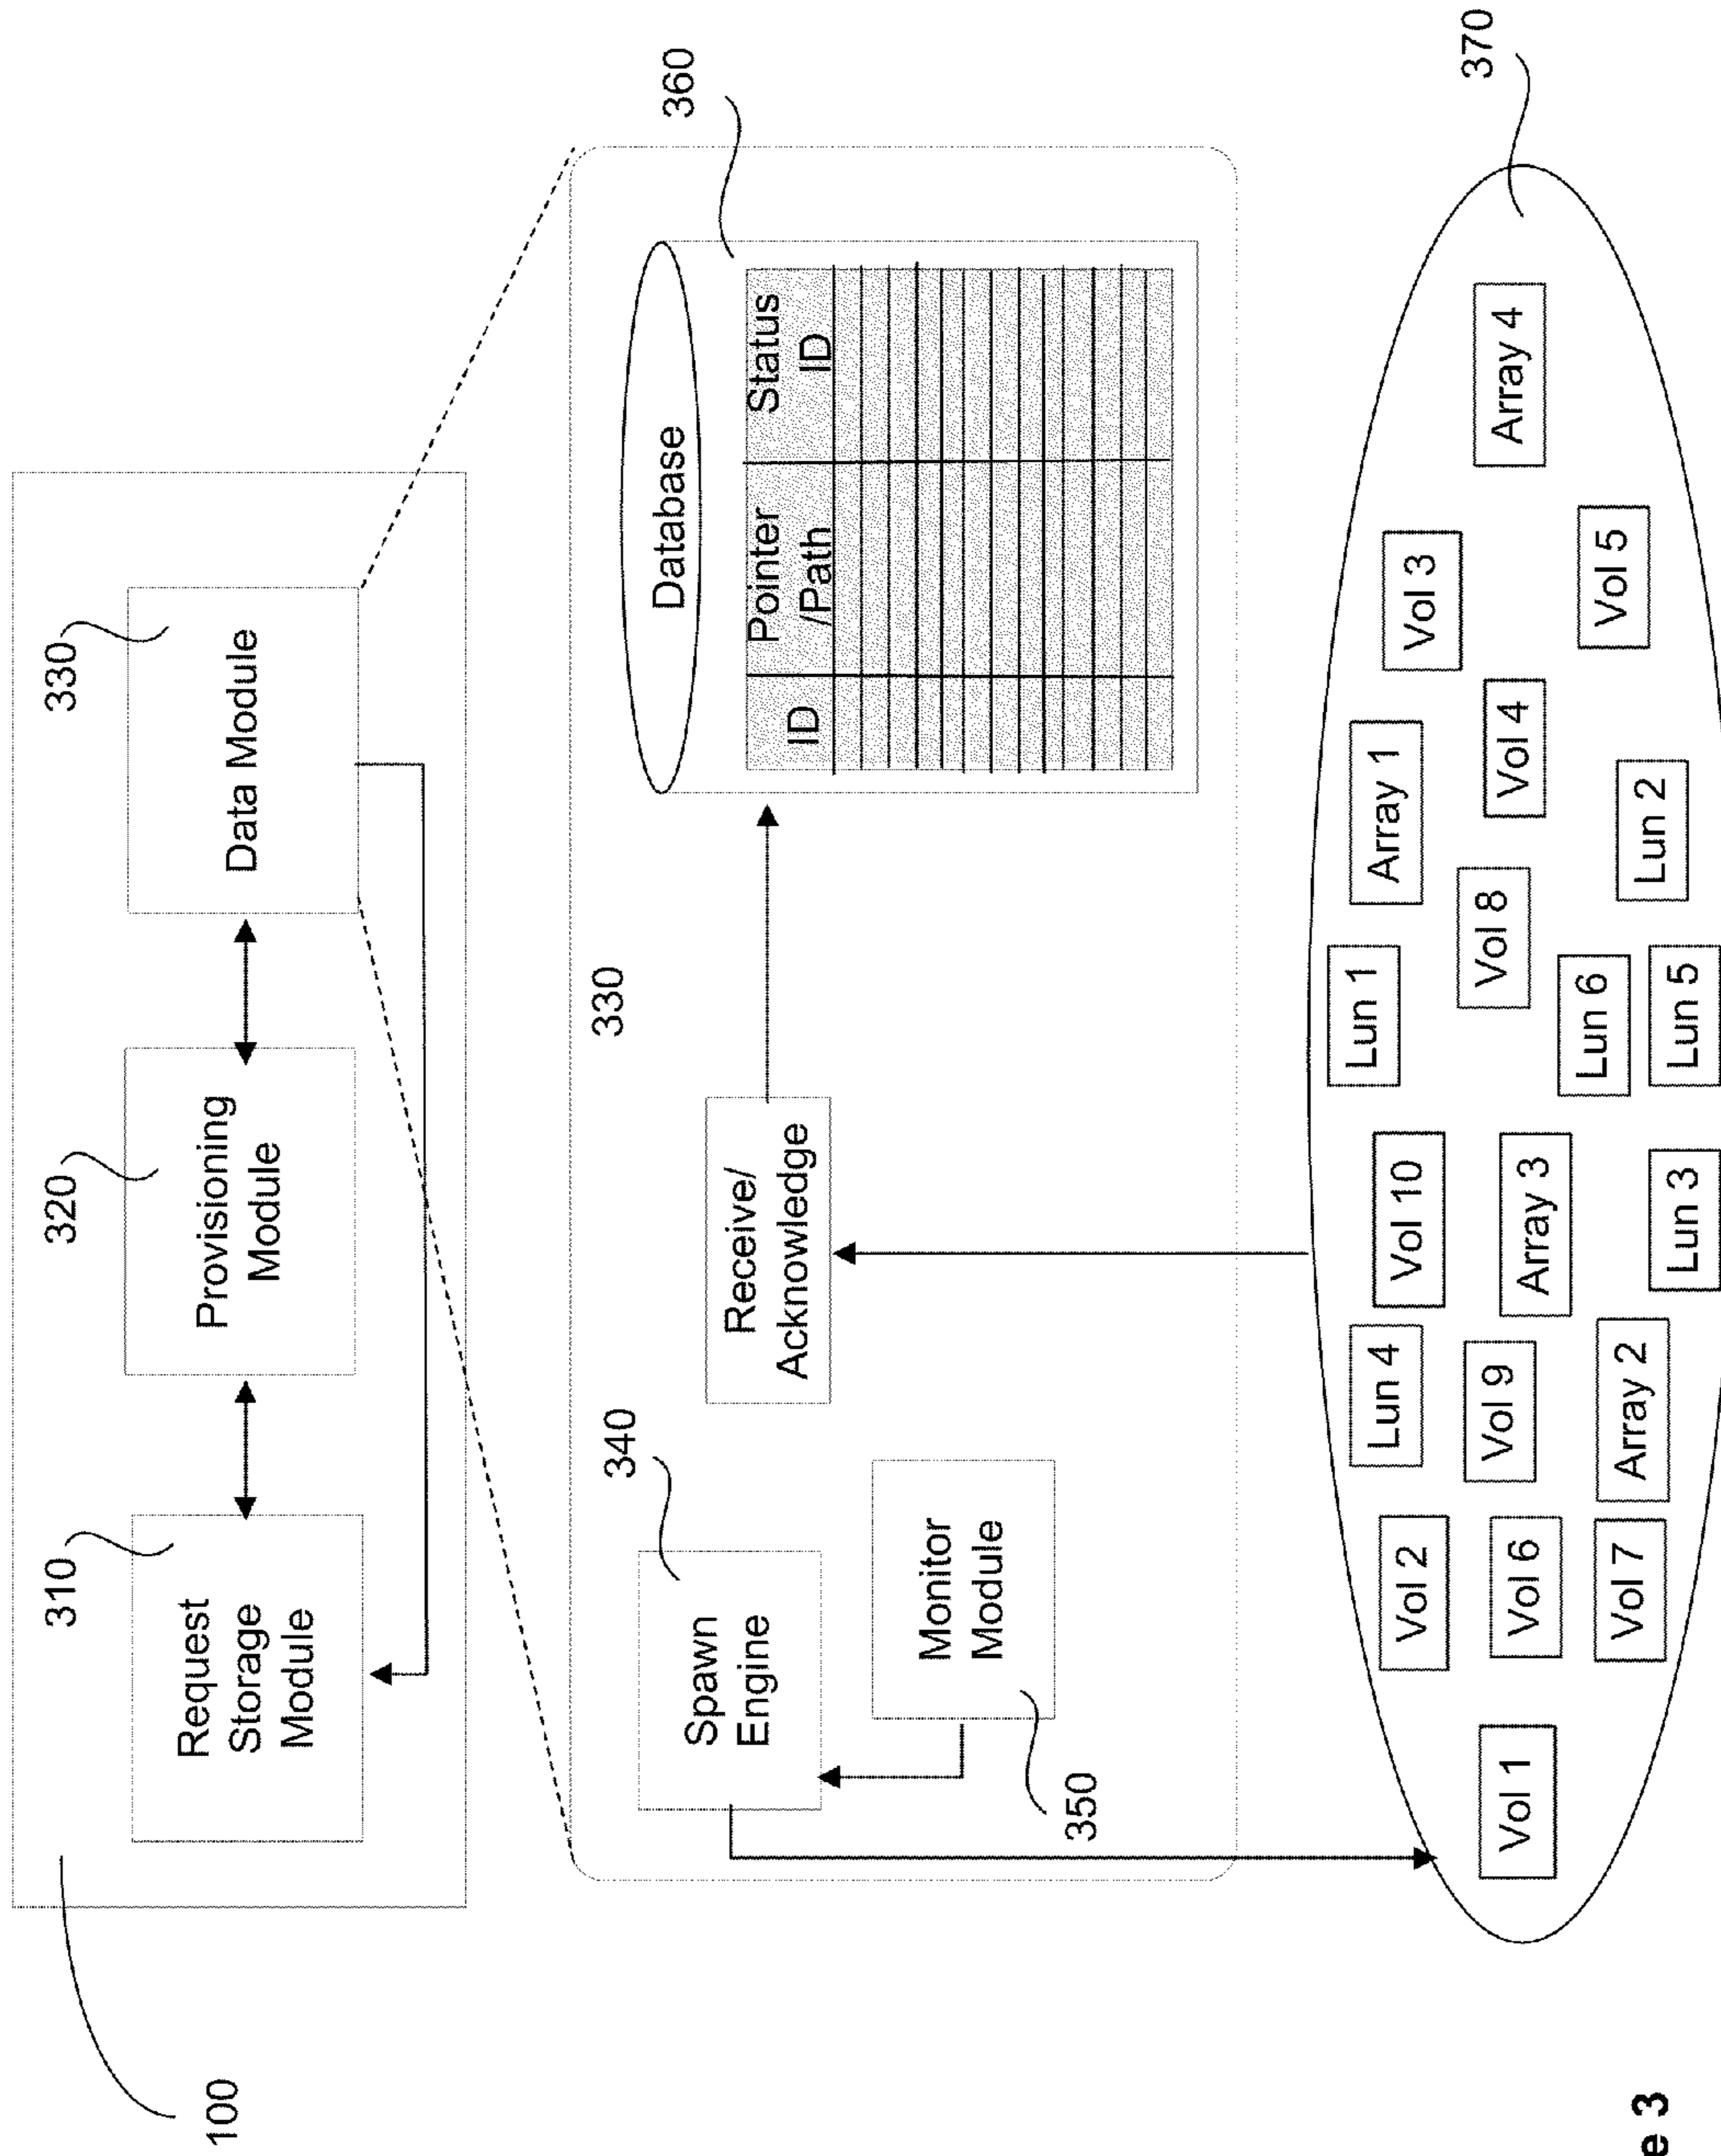 100
310
Request
Storage
Module
320
Provisioning
Module
330
Data Module
340
Spawn
Engine
Monitor
Module
350
Receive/
Acknowledge
330
Database
360
ID
Pointer
/Path
Status
ID
370
Vol 1
Vol 2
Vol 6
Vol 7
Lun 4
Vol 9
Array 2
Vol 10
Array 3
Lun 3
Lun 1
Vol 8
Lun 6
Lun 5
Array 1
Vol 4
Lun 2
Vol 3
Vol 5
Array 4
e 3